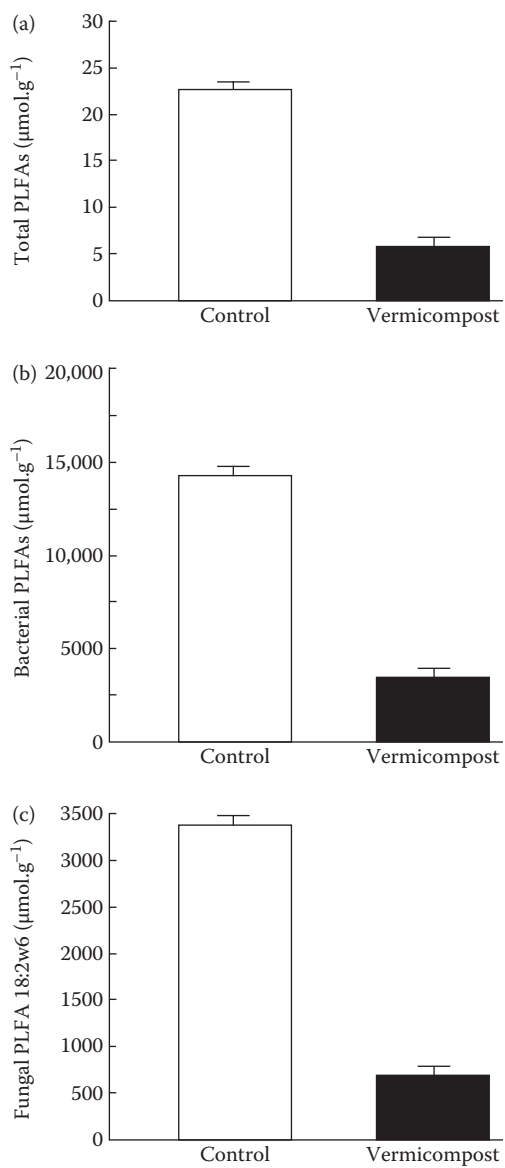 (a)
Total PLFAs (µmol.g⁻¹)
30
25
20
15
10
5
0
Control Vermicompost
(b)
Bacterial PLFAs (µmol.g⁻¹)
20,000
15,000
10,000
5000
0
Control Vermicompost
(c)
Fungal PLFA 18:2w6 (µmol.g⁻¹)
3500
3000
2500
2000
1500
1000
500
0
Control Vermicompost